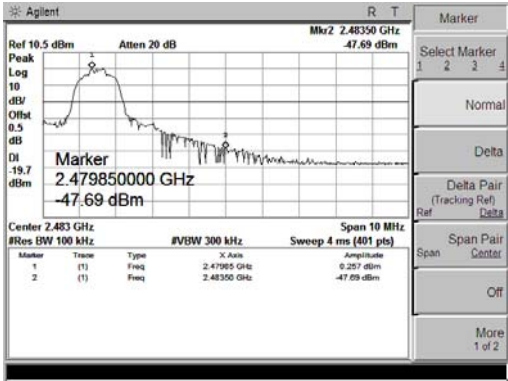 Agilent R T
Mkr2 2.48350 GHz
Ref 10.5 dBm Atten 20 dB -47.69 dBm
Peak
Log
10
dB/
Offst
0.5
dB
DI
-19.7
dBm
1
2
Marker
2.479850000 GHz
-47.69 dBm
Center 2.483 GHz Span 10 MHz
#Res BW 100 kHz #VBW 300 kHz Sweep 4 ms (401 pts)
Marker Trace Type X Axis Amplitude
1 (1) Freq 2.47985 GHz 0.257 dBm
2 (1) Freq 2.48350 GHz -47.69 dBm
Marker
Select Marker
1 2 3 4
Normal
Delta
Delta Pair
(Tracking Ref)
Ref Delta
Span Pair
Span Center
Off
More
1 of 2